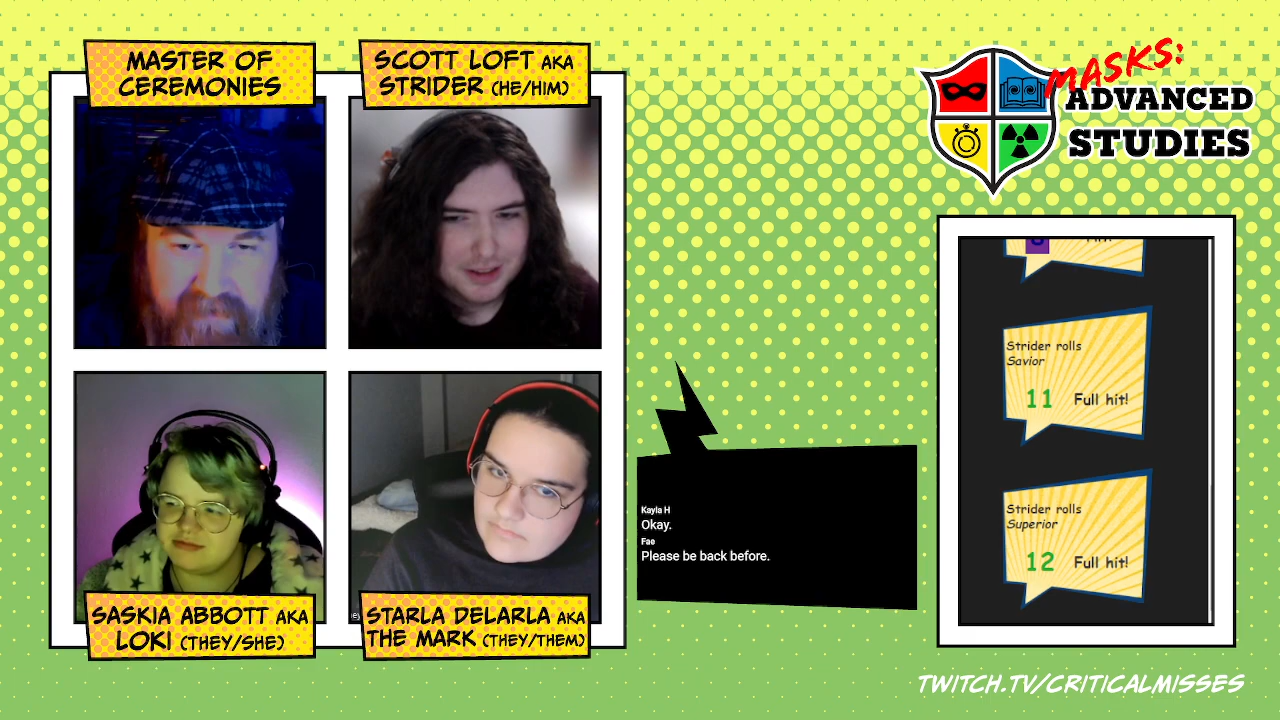 MASTER OF
CEREMONIES
SCOTT LOFT AKA
STRIDER (HE/HIM)
SASKIA ABBOTT AKA
LOKI (THEY/SHE)
STARLA DELARLA AKA
THE MARK (THEY/THEM)
Kayla H
Okay.
Fae
Please be back before.
MASKS:
ADVANCED
STUDIES
Strider rolls
Savior
11 Full hit!
Strider rolls
Superior
12 Full hit!
TWITCH.TV/CRITICALMISSES